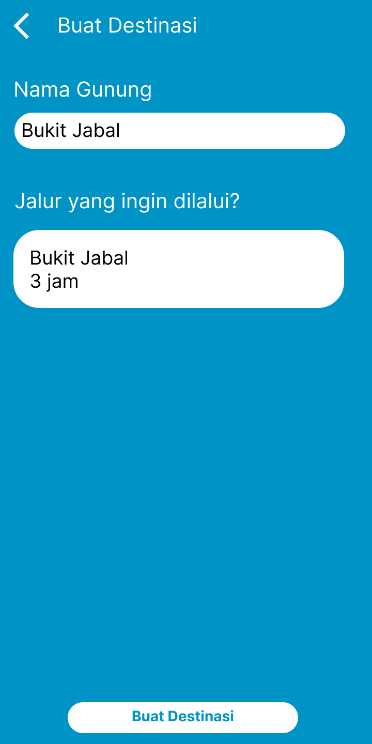 Buat Destinasi
Nama Gunung
Bukit Jabal
Jalur yang ingin dilalui?
Bukit Jabal
3 jam
Buat Destinasi